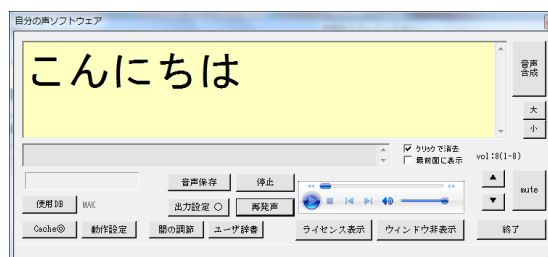 自分の声ソフトウェア
こんにちは
音声
合成
大
小
クリックで消去
最前面に表示
vol:8(1-8)
音声保存 停止
▲ mute
使用DB MAK 出力設定 〇 再発声
▼
Cache◎ 動作設定 間の調節 ユーザ辞書 ライセンス表示 ウィンドウ非表示 終了